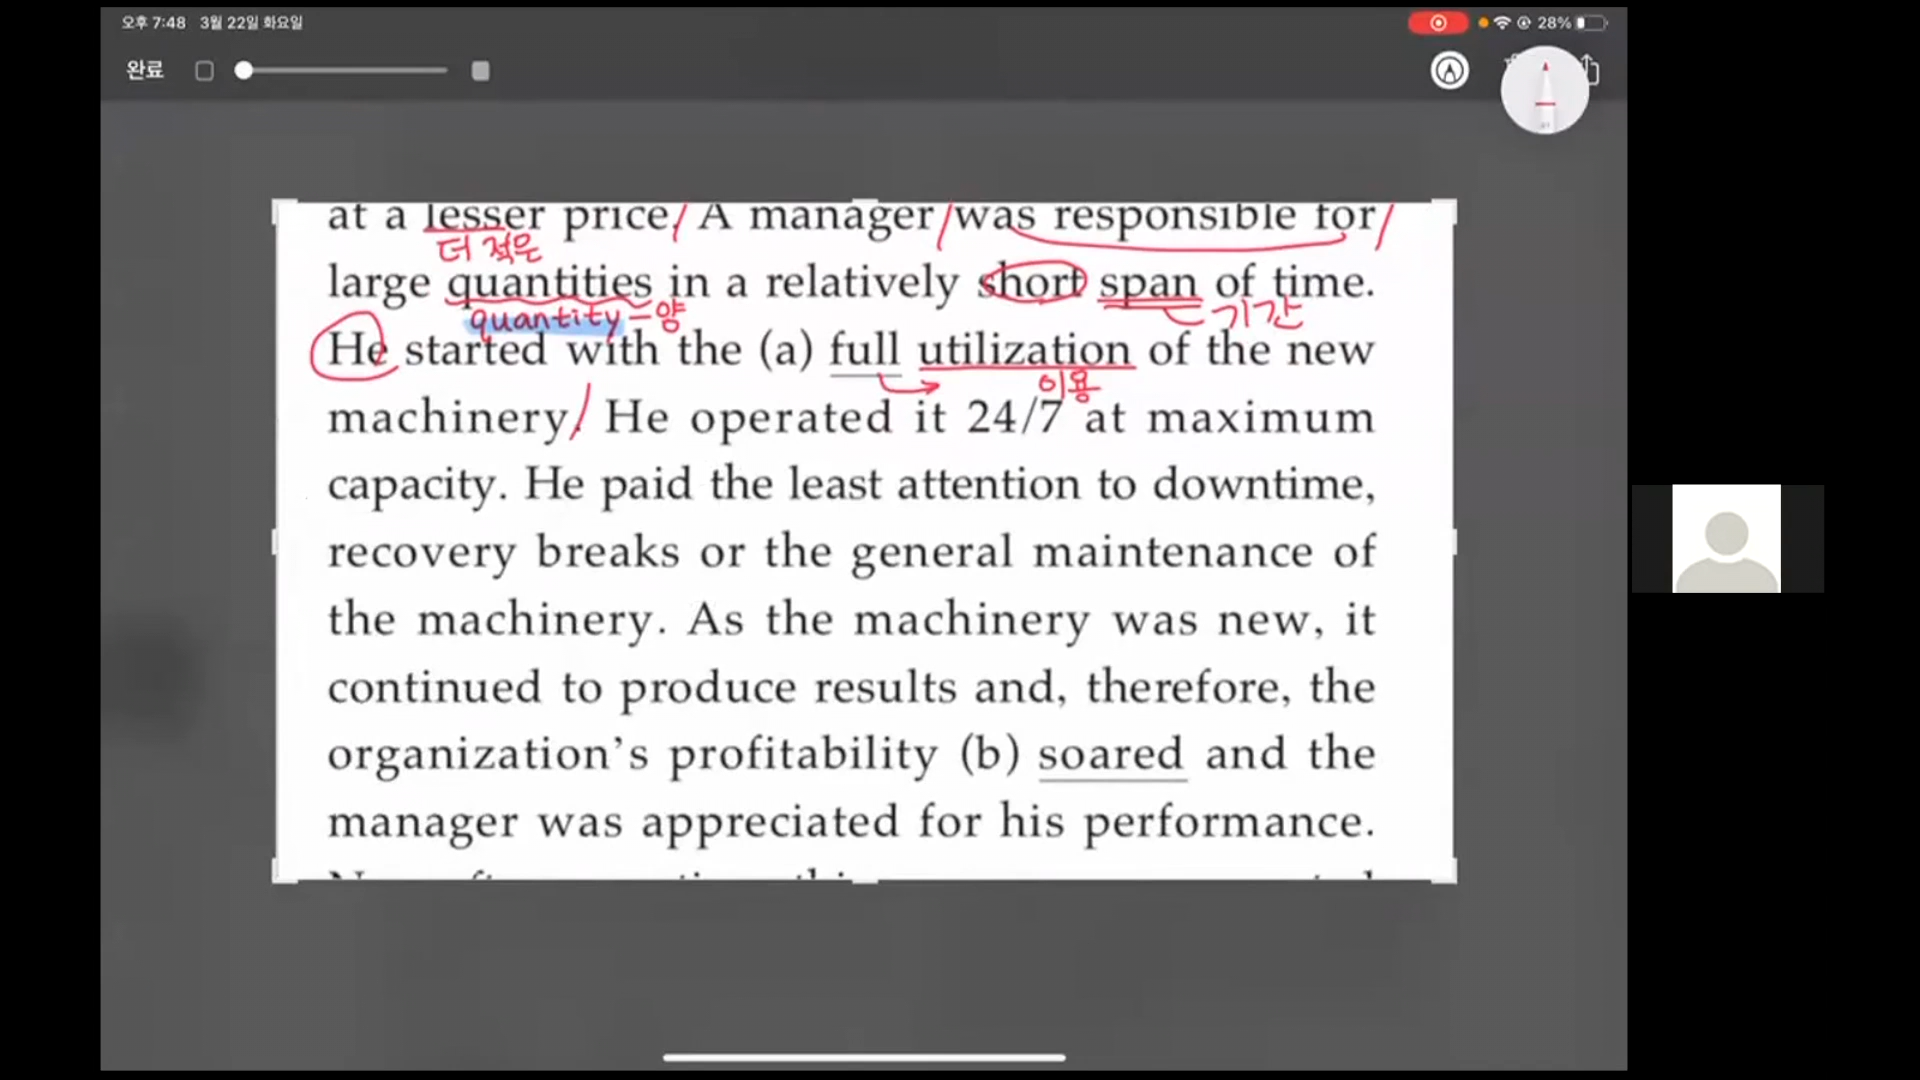 오후 7:48 3월 22일 화요일
28%
완료
at a lesser price. A manager was responsible for
더 적은
large quantities in a relatively short span of time.
quantity=양
기간
He started with the (a) full utilization of the new
이용
machinery. He operated it 24/7 at maximum
capacity. He paid the least attention to downtime,
recovery breaks or the general maintenance of
the machinery. As the machinery was new, it
continued to produce results and, therefore, the
organization's profitability (b) soared and the
manager was appreciated for his performance.